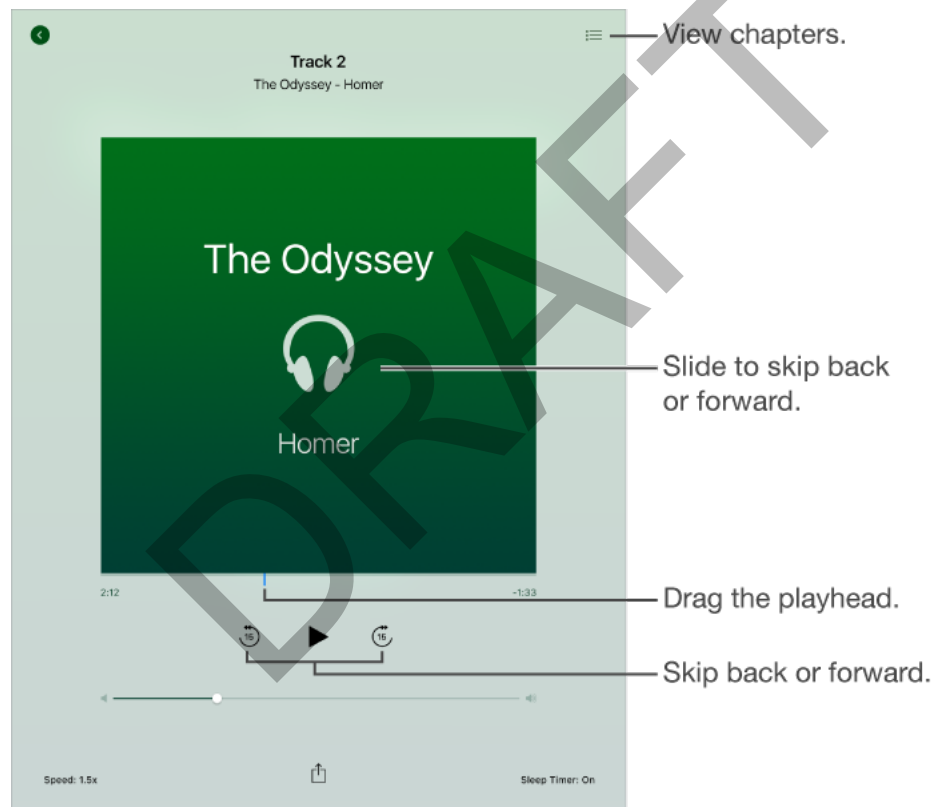 View chapters.
Track 2
The Odyssey - Homer
The Odyssey
Slide to skip back
or forward.
Homer
2:12
-1:33
Drag the playhead.
15
15
Skip back or forward.
Speed: 1.5x
Sleep Timer: On
DRAFT